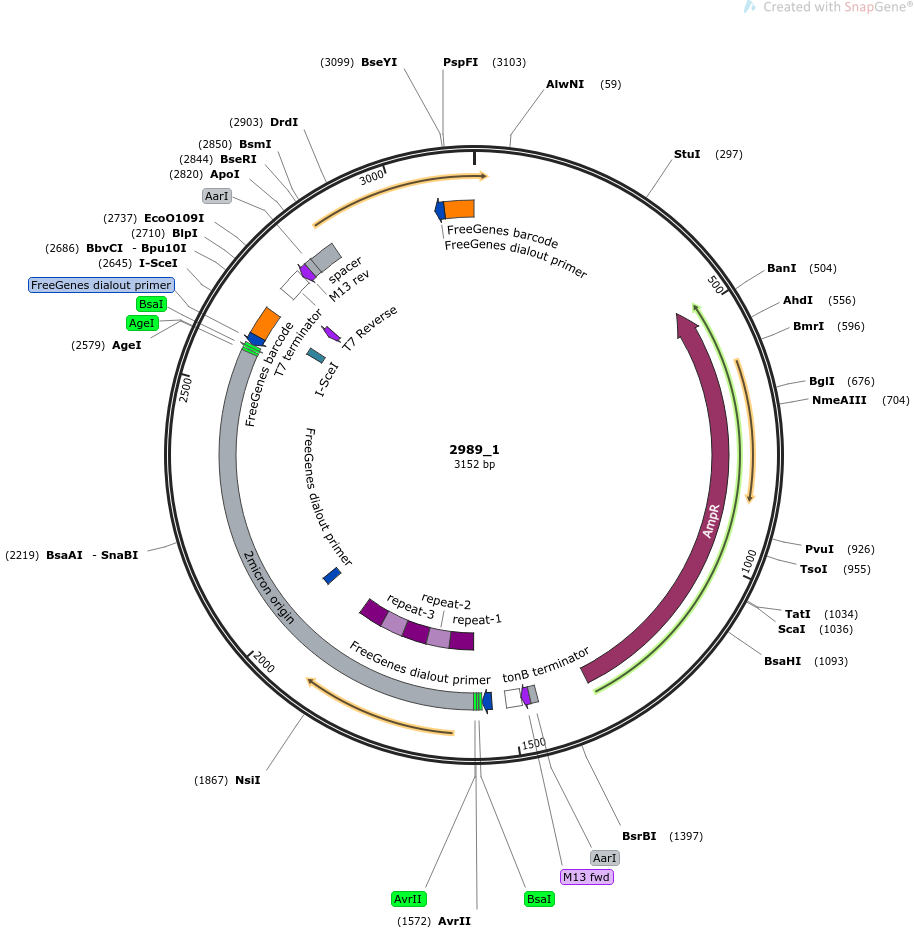 Created with SnapGene®
(3099) BseYI
PspFI (3103)
AlwNI (59)
(2903) DrdI
(2850) BsmI
(2844) BseRI
(2820) ApoI
AarI
(2737) EcoO109I
(2710) BlpI
(2686) BbvCI - Bpu10I
(2645) I-SceI
FreeGenes dialout primer
BsaI
AgeI
(2579) AgeI
StuI (297)
BanI (504)
AhdI (556)
BmrI (596)
BglI (676)
NmeAIII (704)
3000
500
FreeGenes barcode
FreeGenes dialout primer
spacer
M13 rev
T7 terminator
T7 Reverse
FreeGenes barcode
I-SceI
2500
2989_1
3152 bp
FreeGenes dialout primer
AmpR
(2219) BsaAI - SnaBI
PvuI (926)
TsoI (955)
1000
TatI (1034)
ScaI (1036)
BsaHI (1093)
2micron origin
repeat-3
repeat-2
repeat-1
FreeGenes dialout primer
tonB terminator
2000
1500
(1867) NsiI
BsrBI (1397)
AarI
M13 fwd
AvrII
BsaI
(1572) AvrII